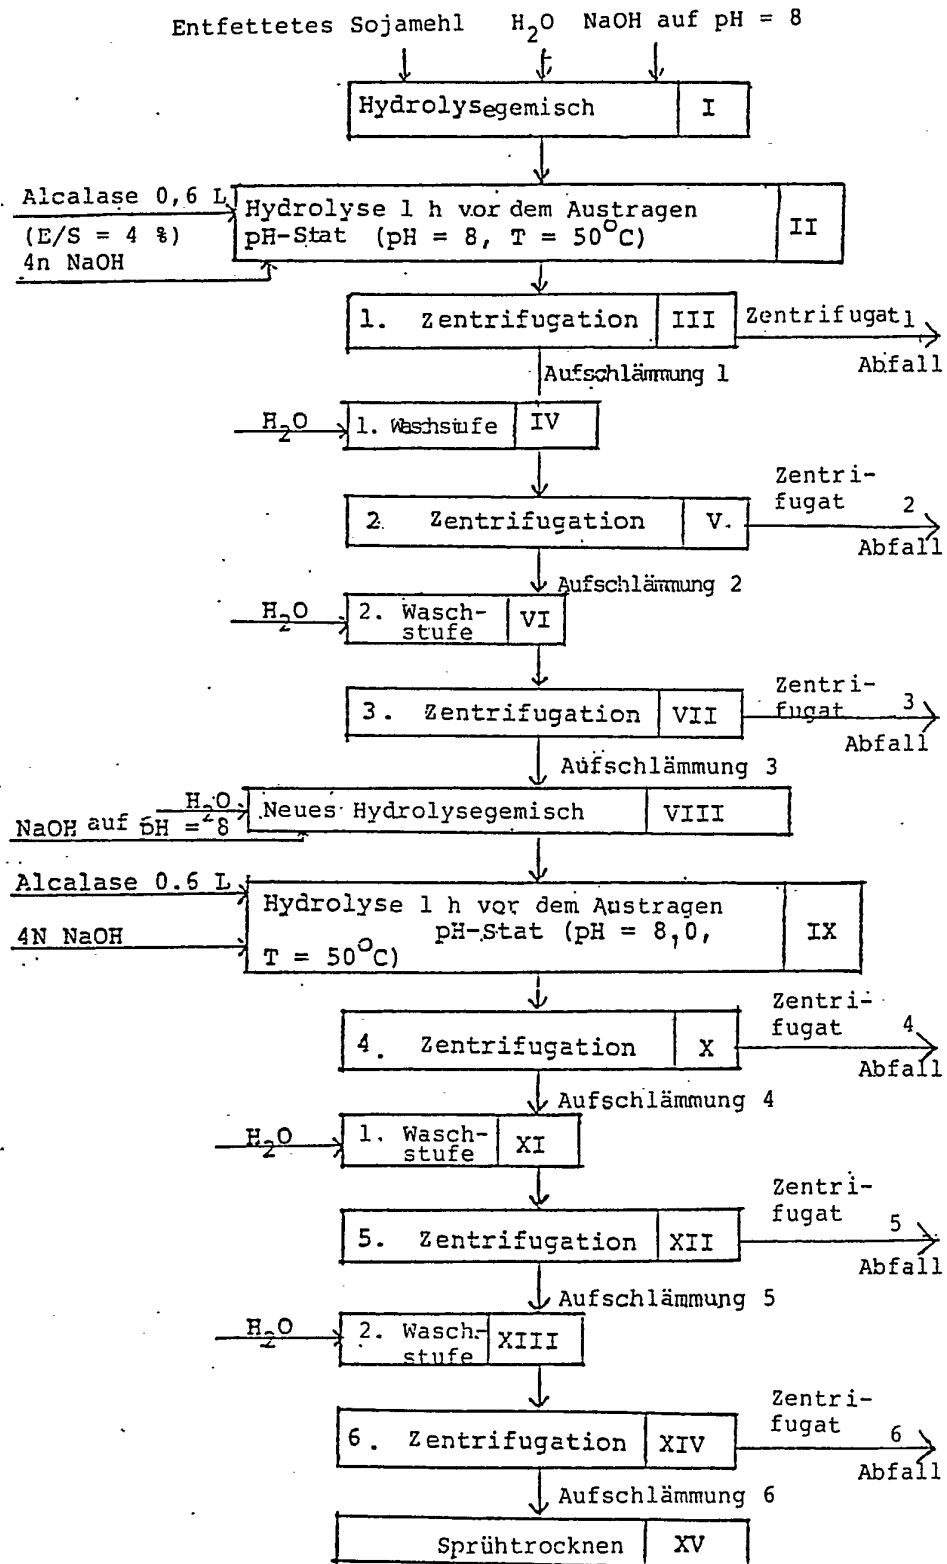 Entfettetes Sojamehl H2O NaOH auf pH = 8
Hydrolysegemisch I
Alcalase 0,6 L
(E/S = 4 %)
4n NaOH
Hydrolyse 1 h vor dem Austragen
pH-Stat (pH = 8, T = 50°C)
II
1. Zentrifugation III
Zentrifugat 1
Abfall
Aufschlämmung 1
H2O
1. Waschstufe IV
2 Zentrifugation V.
Zentri-
fugat 2
Abfall
Aufschlämmung 2
H2O
2. Wasch-
stufe
VI
3. Zentrifugation VII
Zentri-
fugat 3
Abfall
Aufschlämmung 3
H2O
NaOH auf pH = 8
Neues Hydrolysegemisch VIII
Alcalase 0.6 L
4N NaOH
Hydrolyse 1 h vor dem Austragen
pH-Stat (pH = 8,0,
T = 50°C)
IX
4. Zentrifugation X
Zentri-
fugat 4
Abfall
Aufschlämmung 4
H2O
1. Wasch-
stufe
XI
5. Zentrifugation XII
Zentri-
fugat 5
Abfall
Aufschlämmung 5
H2O
2. Wasch-
stufe
XIII
6. Zentrifugation XIV
Zentri-
fugat 6
Abfall
Aufschlämmung 6
Sprühtrocknen XV